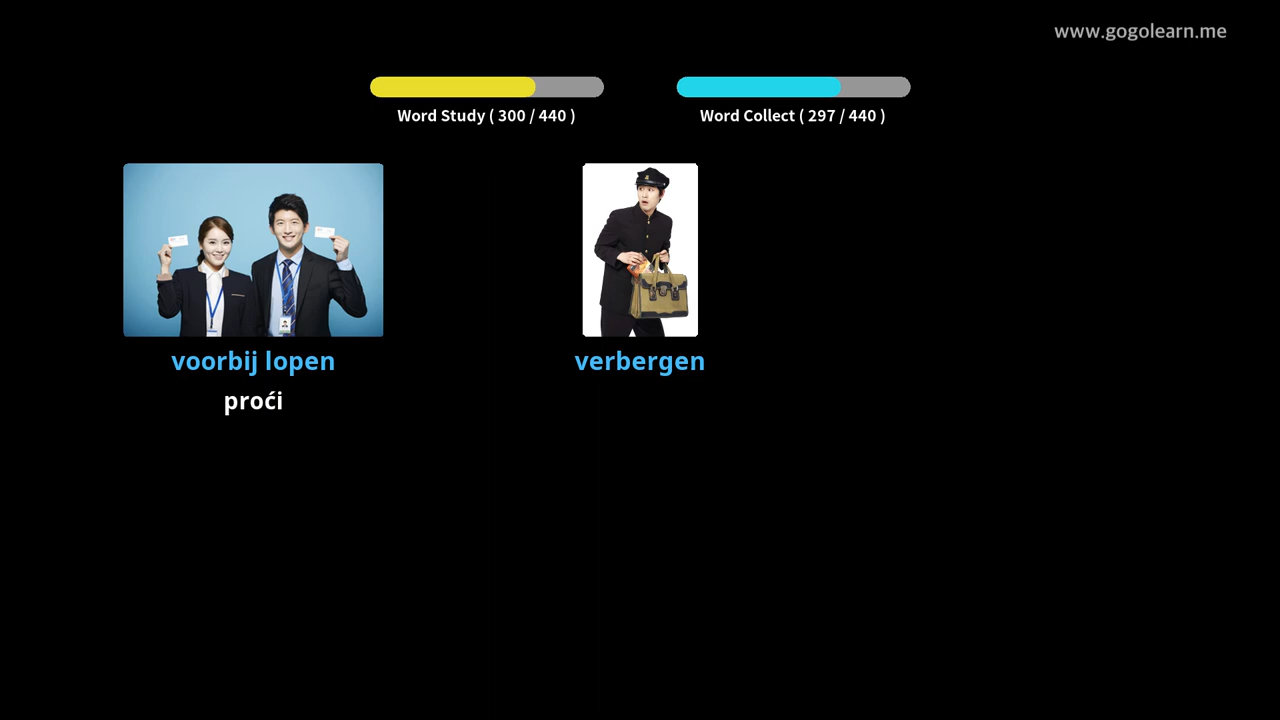 www.gogolearn.me
Word Study ( 300 / 440 )
Word Collect ( 297 / 440 )
voorbij lopen
proći
verbergen